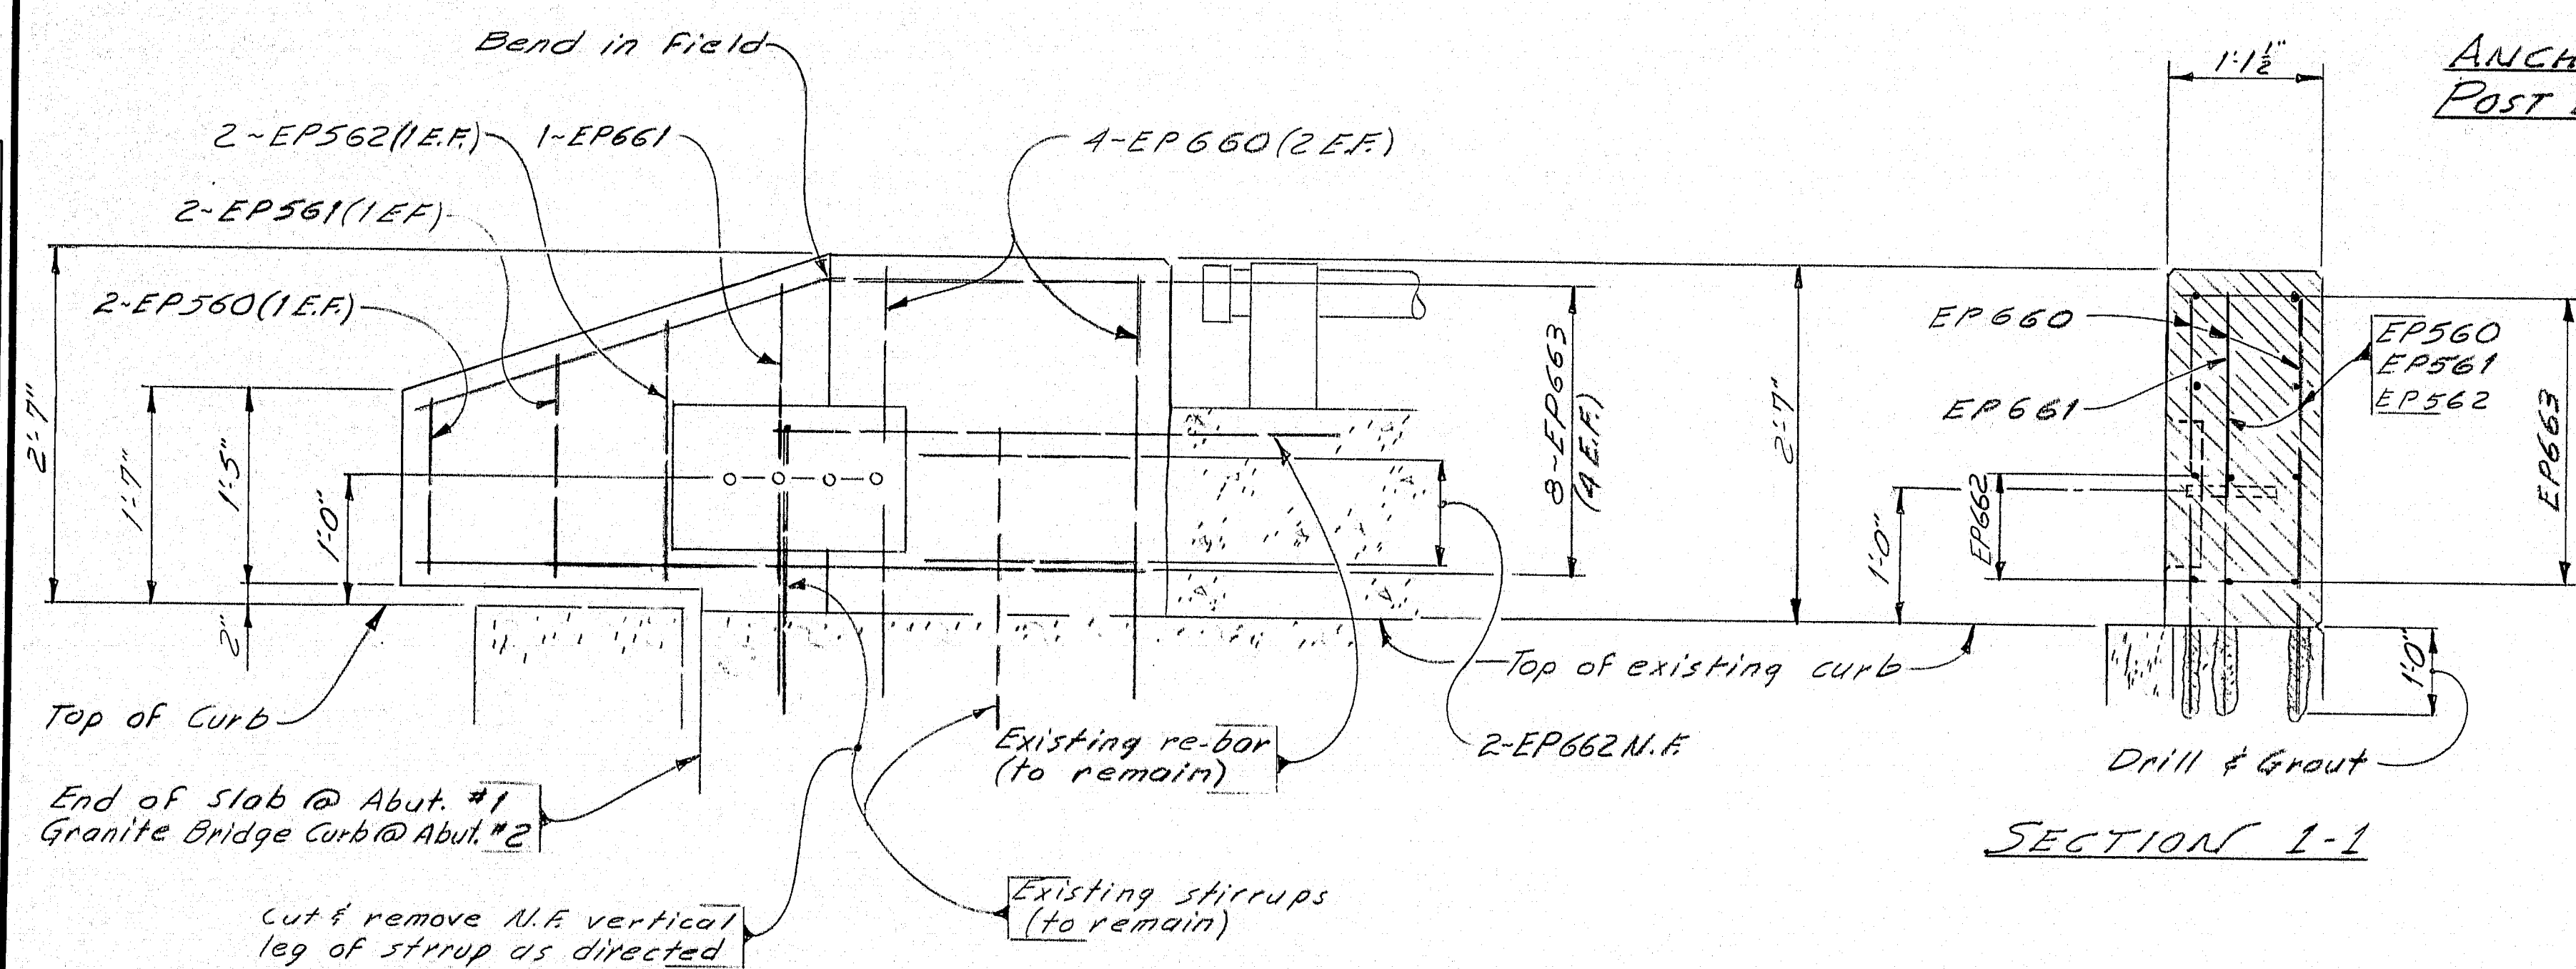 Bend in Field
2~EP562(1E.F.)
1~EP661
4~EP660(2E.F.)
2~EP561(1EF)
2~EP560(1E.F.)
2'-7"
1'-7"
1'-5"
1'-0"
2"
8~EP663
(4E.F.)
Top of Curb
End of Slab @ Abut. #1
Granite Bridge Curb @ Abut. #2
Cut & remove N.F. vertical
leg of strrup as directed
Existing re-bar
(to remain)
Existing stirrups
(to remain)
2-EP662 N.F.
Top of existing curb
2'-7"
1'-1½"
EP660
EP661
EP560
EP561
EP562
EP663
EP662
1'-0"
1'-0"
Drill & Grout
SECTION 1-1
POST